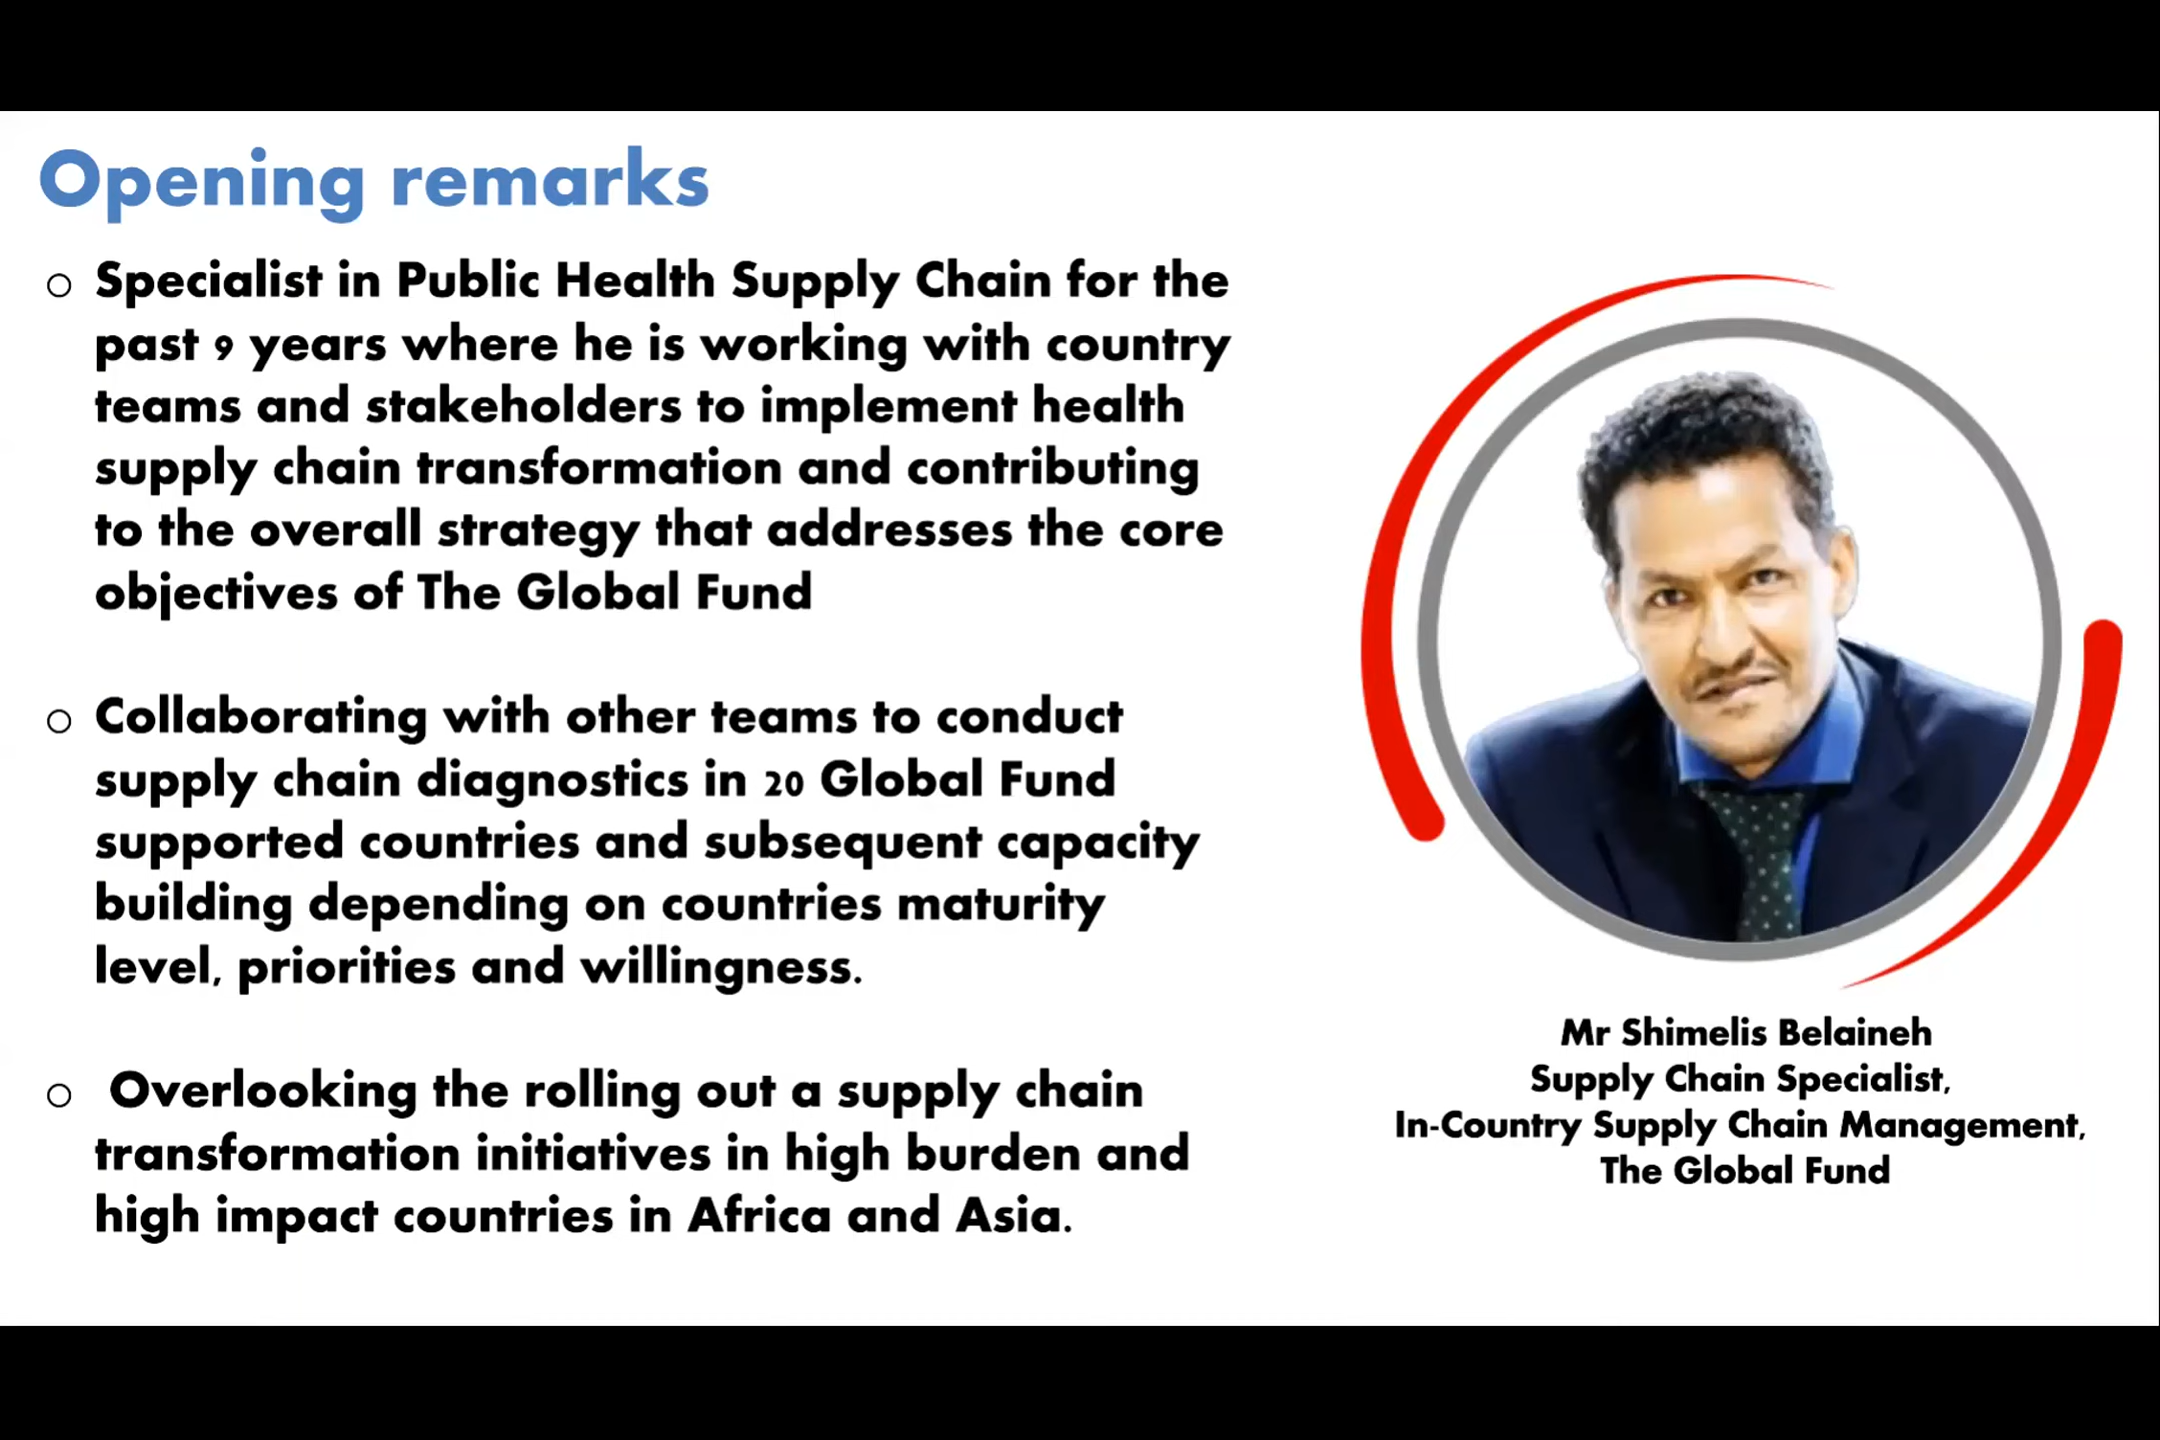 Opening remarks
○ Specialist in Public Health Supply Chain for the
past 9 years where he is working with country
teams and stakeholders to implement health
supply chain transformation and contributing
to the overall strategy that addresses the core
objectives of The Global Fund
○ Collaborating with other teams to conduct
supply chain diagnostics in 20 Global Fund
supported countries and subsequent capacity
building depending on countries maturity
level, priorities and willingness.
○ Overlooking the rolling out a supply chain
transformation initiatives in high burden and
high impact countries in Africa and Asia.
Mr Shimelis Belaineh
Supply Chain Specialist,
In-Country Supply Chain Management,
The Global Fund